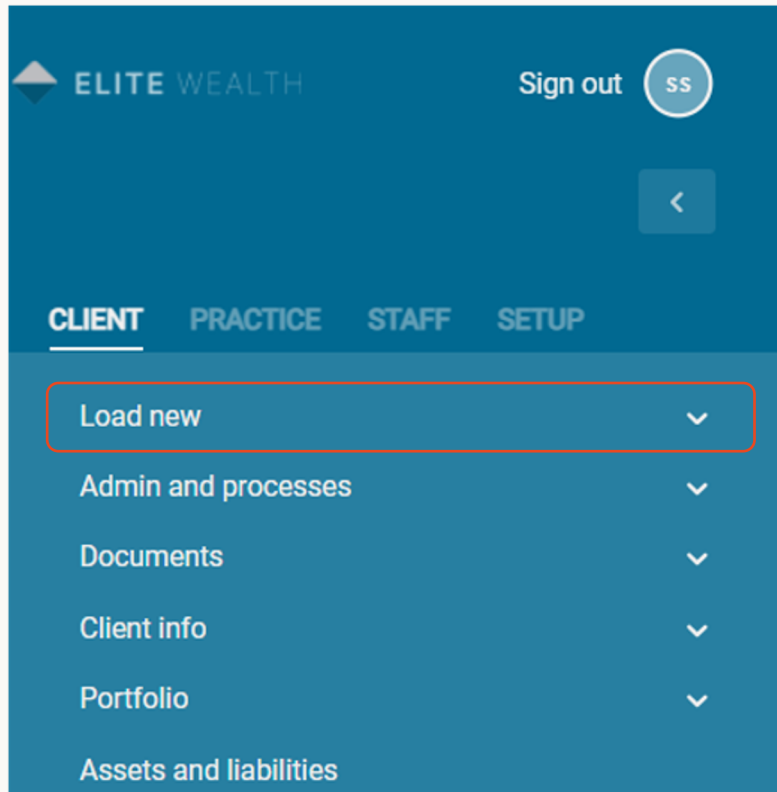 ELITE WEALTH
Sign out
SS
CLIENT PRACTICE STAFF SETUP
Load new
Admin and processes
Documents
Client info
Portfolio
Assets and liabilities